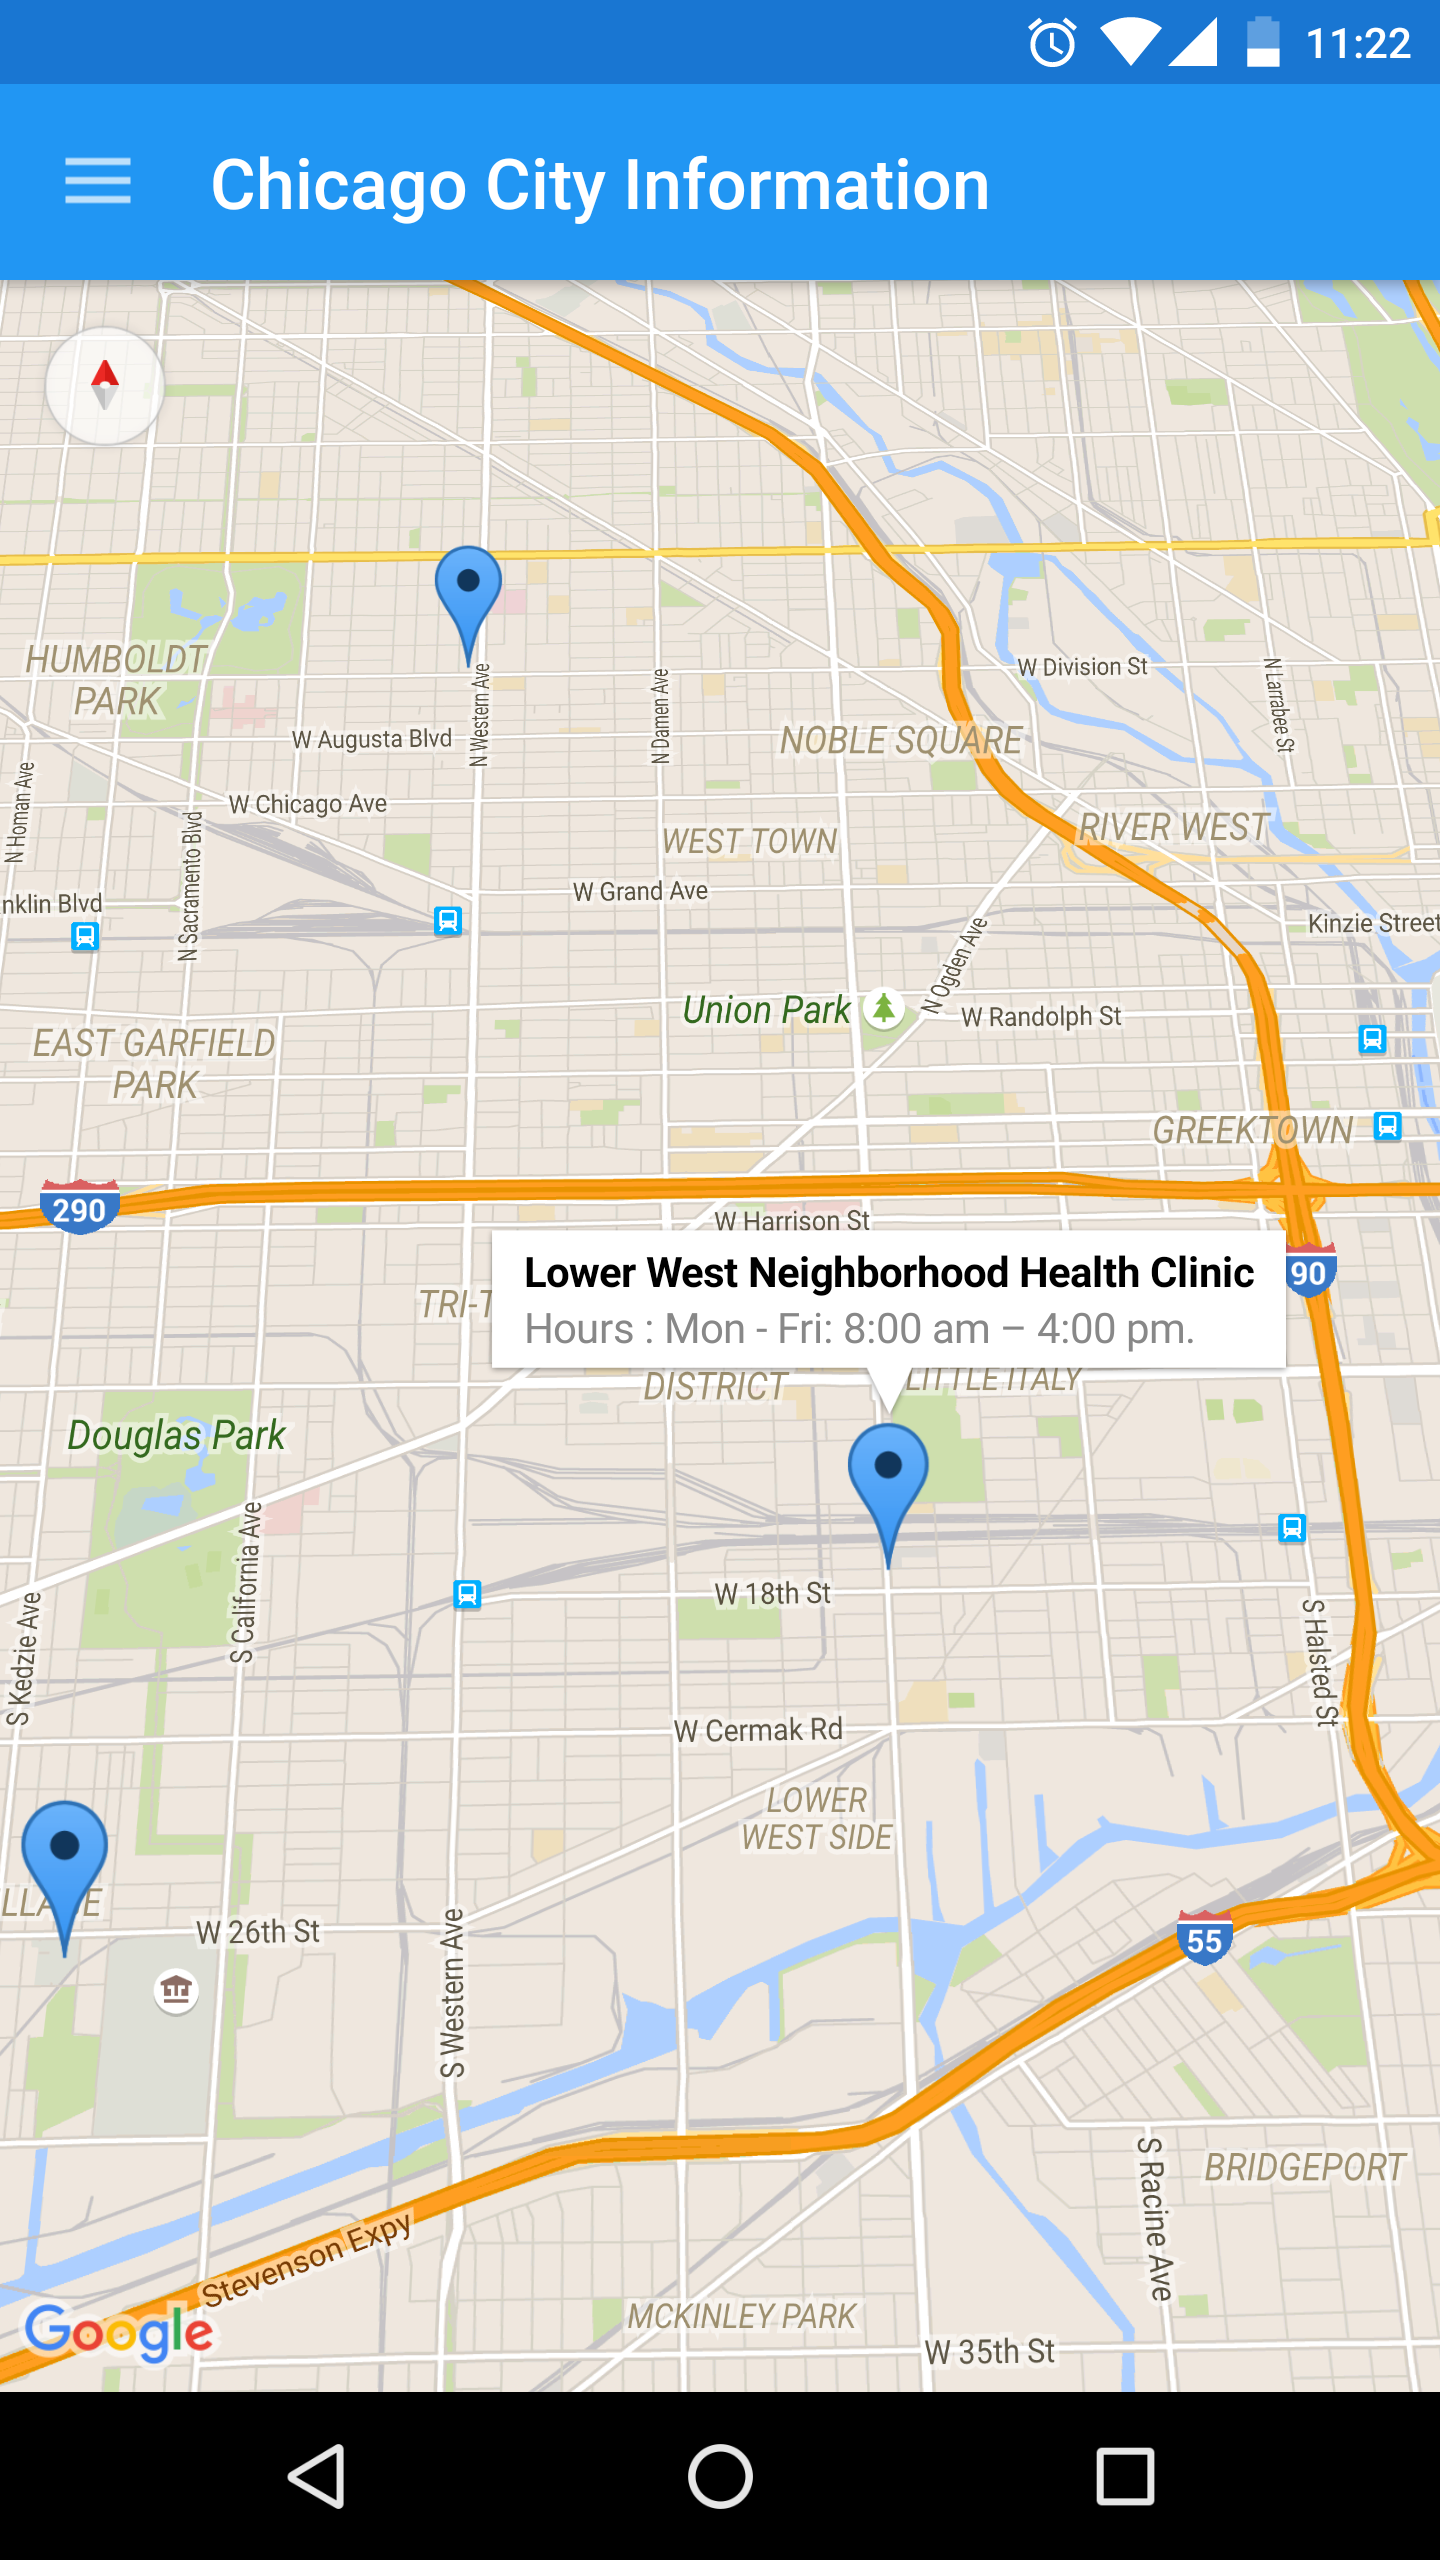 11:22
Chicago City Information
HUMBOLDT
PARK
W Division St
N Larrabee St
N Western Ave
N Damen Ave
W Augusta Blvd
NOBLE SQUARE
N Homan Ave
W Chicago Ave
N Sacramento Blvd
WEST TOWN
RIVER WEST
W Grand Ave
nklin Blvd
Kinzie Street
N Ogden Ave
Union Park
W Randolph St
EAST GARFIELD
PARK
GREEKTOWN
290
W Harrison St
Lower West Neighborhood Health Clinic
Hours : Mon - Fri: 8:00 am – 4:00 pm.
90
TRI-T
DISTRICT
LITTLE ITALY
Douglas Park
S California Ave
W 18th St
S Kedzie Ave
S Halsted St
W Cermak Rd
LOWER
WEST SIDE
LLAGE
W 26th St
S Western Ave
55
S Racine Ave
BRIDGEPORT
Stevenson Expy
Google
MCKINLEY PARK
W 35th St